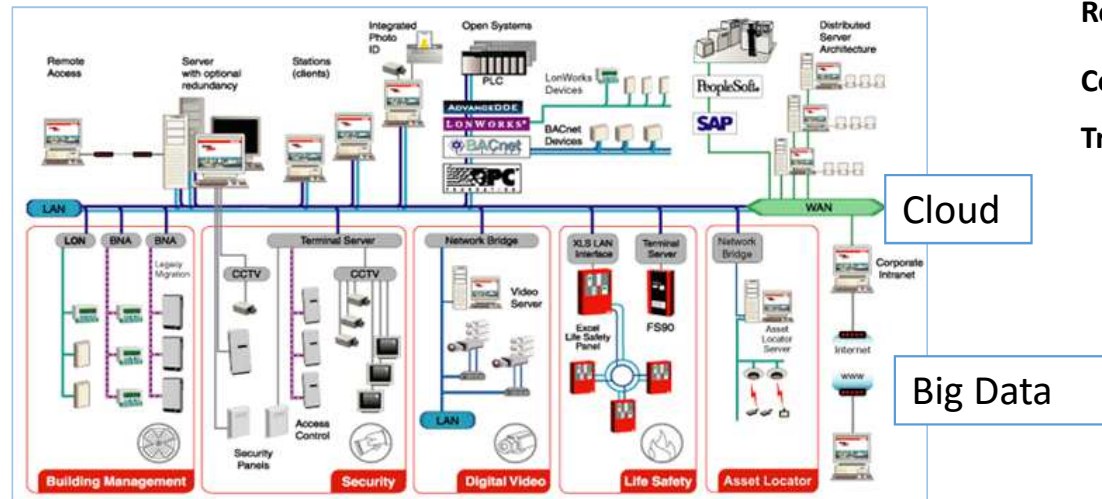 Remote
Access
Server
with optional
redundancy
Stations
(clients)
Integrated
Photo
ID
Open Systems
PLC
ADVANCEDDE
LONWORKS®
BACnet
OPC
FOUNDATION
LonWorks
Devices
BACnet
Devices
PeopleSoft.
SAP
Distributed
Server
Architecture
Re
Co
Tr
LAN
WAN
Cloud
LON
BNA
BNA
Legacy
Migration
Building Management
CCTV
Terminal Server
CCTV
Security
Panels
Access
Control
Security
Network Bridge
Video
Server
LAN
Digital Video
XLS LAN
Interface
Terminal
Server
Excel
Life Safety
Panel
FS90
Life Safety
Network
Bridge
Asset
Locator
Server
Asset Locator
Corporate
Intranet
Internet
www
Big Data